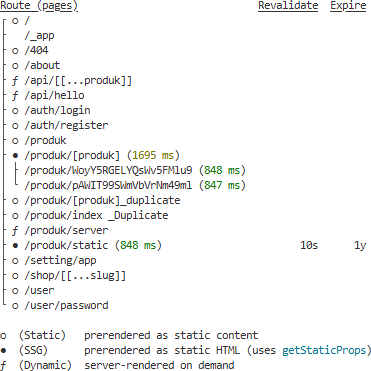 Route (pages) Revalidate Expire
┌ ○ /
  /_app
├ ○ /404
├ ○ /about
├ ƒ /api/[[...produk]]
├ ƒ /api/hello
├ ○ /auth/login
├ ○ /auth/register
├ ○ /produk
├ ● /produk/[produk] (1695 ms)
├ /produk/WoyY5RGELYQsWv5FMlu9 (848 ms)
└ /produk/pAWIT99SWmVbVrNm49ml (847 ms)
├ ○ /produk/[produk]_duplicate
├ ○ /produk/index _Duplicate
├ ƒ /produk/server
├ ● /produk/static (848 ms) 10s 1y
├ ○ /setting/app
├ ○ /shop/[[...slug]]
├ ○ /user
└ ○ /user/password
○ (Static) prerendered as static content
● (SSG) prerendered as static HTML (uses getStaticProps)
ƒ (Dynamic) server-rendered on demand